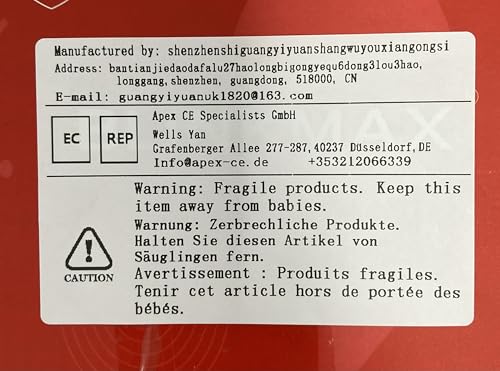 Manufactured by: shenzhenshiguangyiyuanshangwuyouxiangongsi
Address: bantianjiedaodafalu27haolongbigongyequ6dong3lou3hao,
longgang, shenzhen, guangdong, 518000, CN
E-mail: guangyiyuanuk1820@163.com
EC REP
Apex CE Specialists GmbH
Wells Yan
Grafenberger Allee 277-287, 40237 Düsseldorf, DE
Info@apex-ce.de +353212066339
Warning: Fragile products. Keep this
item away from babies.
Warnung: Zerbrechliche Produkte.
Halten Sie diesen Artikel von
Säuglingen fern.
Avertissement : Produits fragiles.
Tenir cet article hors de portée des
bébés.
CAUTION